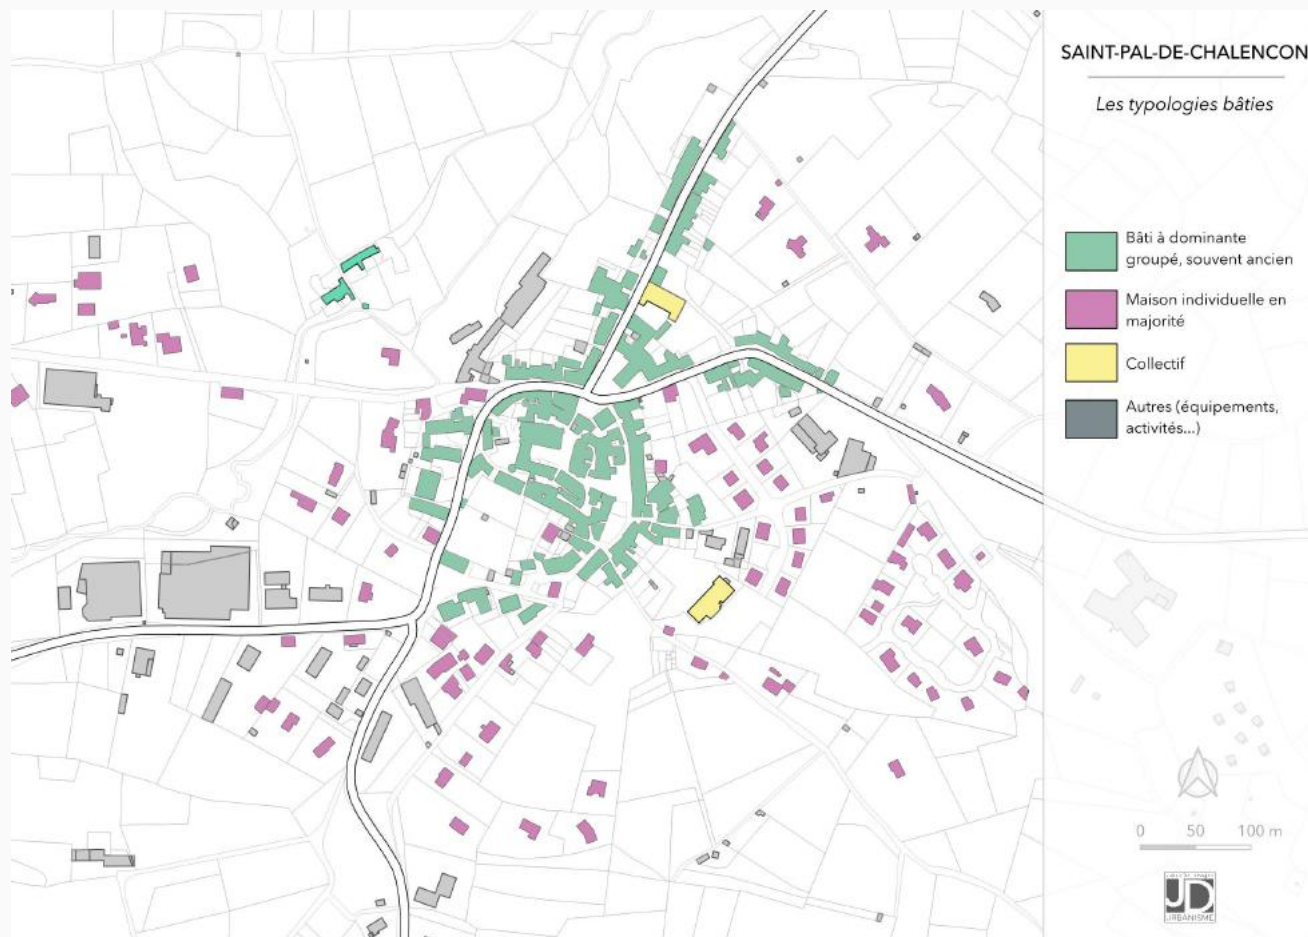 SAINT-PAL-DE-CHALENCON
Les typologies bâties
Bâti à dominante
groupé, souvent ancien
Maison individuelle en
majorité
Collectif
Autres (équipements,
activités...)
0 50 100 m
JD
URBANISME